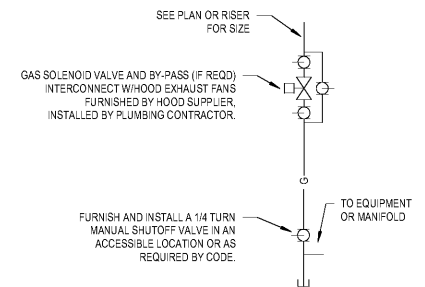 SEE PLAN OR RISER
FOR SIZE
GAS SOLENOID VALVE AND BY-PASS (IF REQD)
INTERCONNECT W/HOOD EXHAUST FANS
FURNISHED BY HOOD SUPPLIER,
INSTALLED BY PLUMBING CONTRACTOR.
G
TO EQUIPMENT
OR MANIFOLD
FURNISH AND INSTALL A 1/4 TURN
MANUAL SHUTOFF VALVE IN AN
ACCESSIBLE LOCATION OR AS
REQUIRED BY CODE.